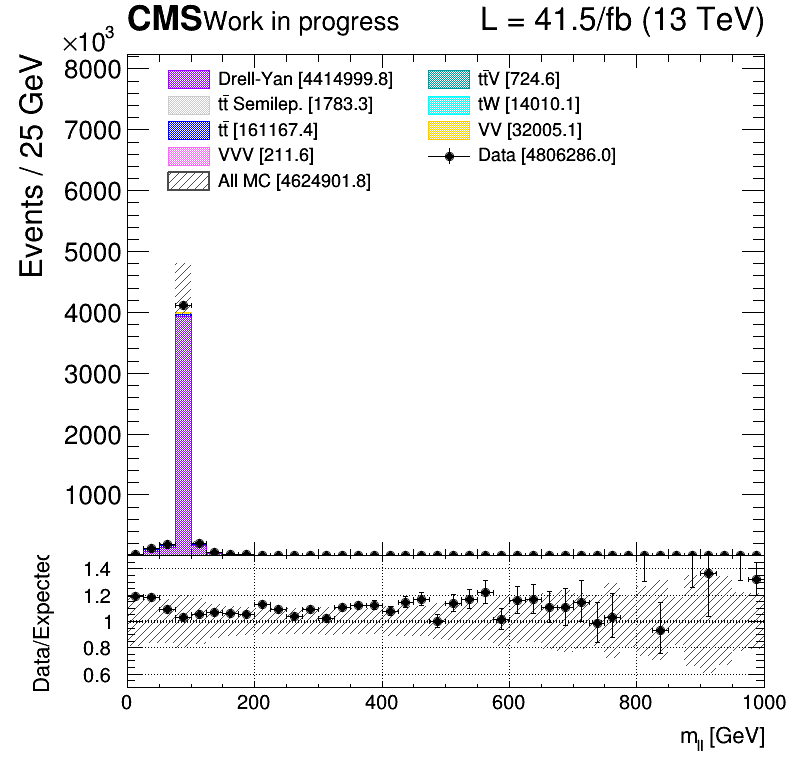 CMS Work in progress L = 41.5/fb (13 TeV)
×10³
Events / 25 GeV
8000
7000
6000
5000
4000
3000
2000
1000
Drell-Yan [4414999.8]
tt̄ Semilep. [1783.3]
tt̄ [161167.4]
VVV [211.6]
All MC [4624901.8]
tt̄V [724.6]
tW [14010.1]
VV [32005.1]
Data [4806286.0]
Data/Expected
1.4
1.2
1
0.8
0.6
0 200 400 600 800 1000
m_ll [GeV]